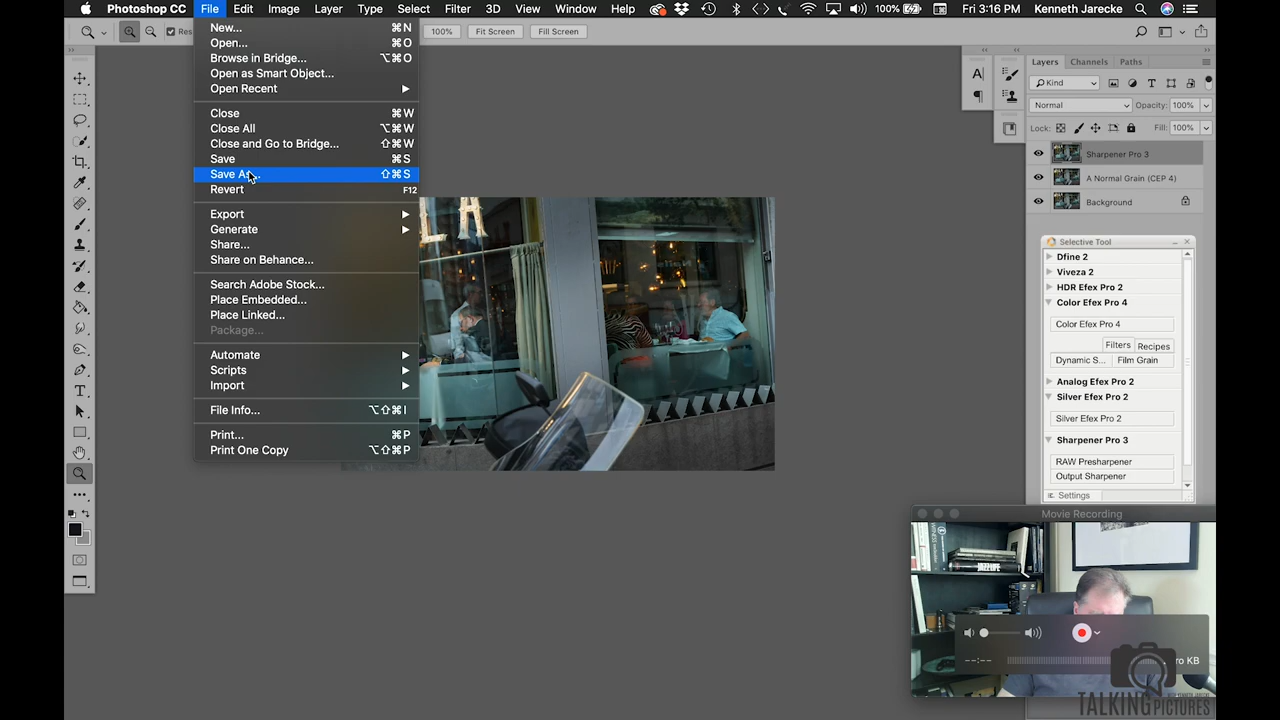 Photoshop CC File Edit Image Layer Type Select Filter 3D View Window Help 100% Fri 3:16 PM Kenneth Jarecke
Res 100% Fit Screen Fill Screen
New... ⌘N
Open... ⌘O
Browse in Bridge... ⌥⌘O
Open as Smart Object...
Open Recent
Close ⌘W
Close All ⌥⌘W
Close and Go to Bridge... ⇧⌘W
Save ⌘S
Save As... ⇧⌘S
Revert F12
Export
Generate
Share...
Share on Behance...
Search Adobe Stock...
Place Embedded...
Place Linked...
Package...
Automate
Scripts
Import
File Info... ⌥⇧⌘I
Print... ⌘P
Print One Copy ⌥⇧⌘P
LA
Layers Channels Paths
Kind
Normal Opacity: 100%
Lock: Fill: 100%
Sharpener Pro 3
A Normal Grain (CEP 4)
Background
Selective Tool
Dfine 2
Viveza 2
HDR Efex Pro 2
Color Efex Pro 4
Color Efex Pro 4
Filters Recipes
Dynamic S... Film Grain
Analog Efex Pro 2
Silver Efex Pro 2
Silver Efex Pro 2
Sharpener Pro 3
RAW Presharpener
Output Sharpener
Settings
Movie Recording
JAZZLIFE
--:-- ro KB
TALKING PICTURES